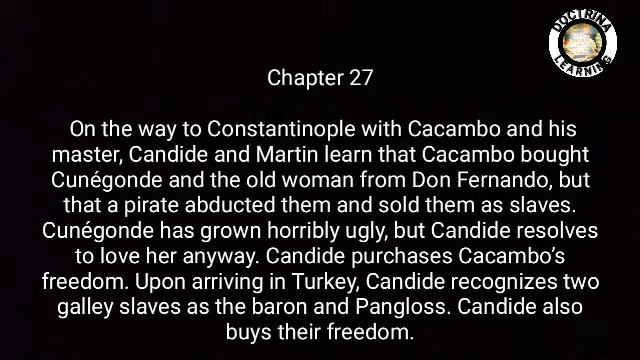 DOCTRINA
LEARNING
Chapter 27
On the way to Constantinople with Cacambo and his
master, Candide and Martin learn that Cacambo bought
Cunégonde and the old woman from Don Fernando, but
that a pirate abducted them and sold them as slaves.
Cunégonde has grown horribly ugly, but Candide resolves
to love her anyway. Candide purchases Cacambo’s
freedom. Upon arriving in Turkey, Candide recognizes two
galley slaves as the baron and Pangloss. Candide also
buys their freedom.